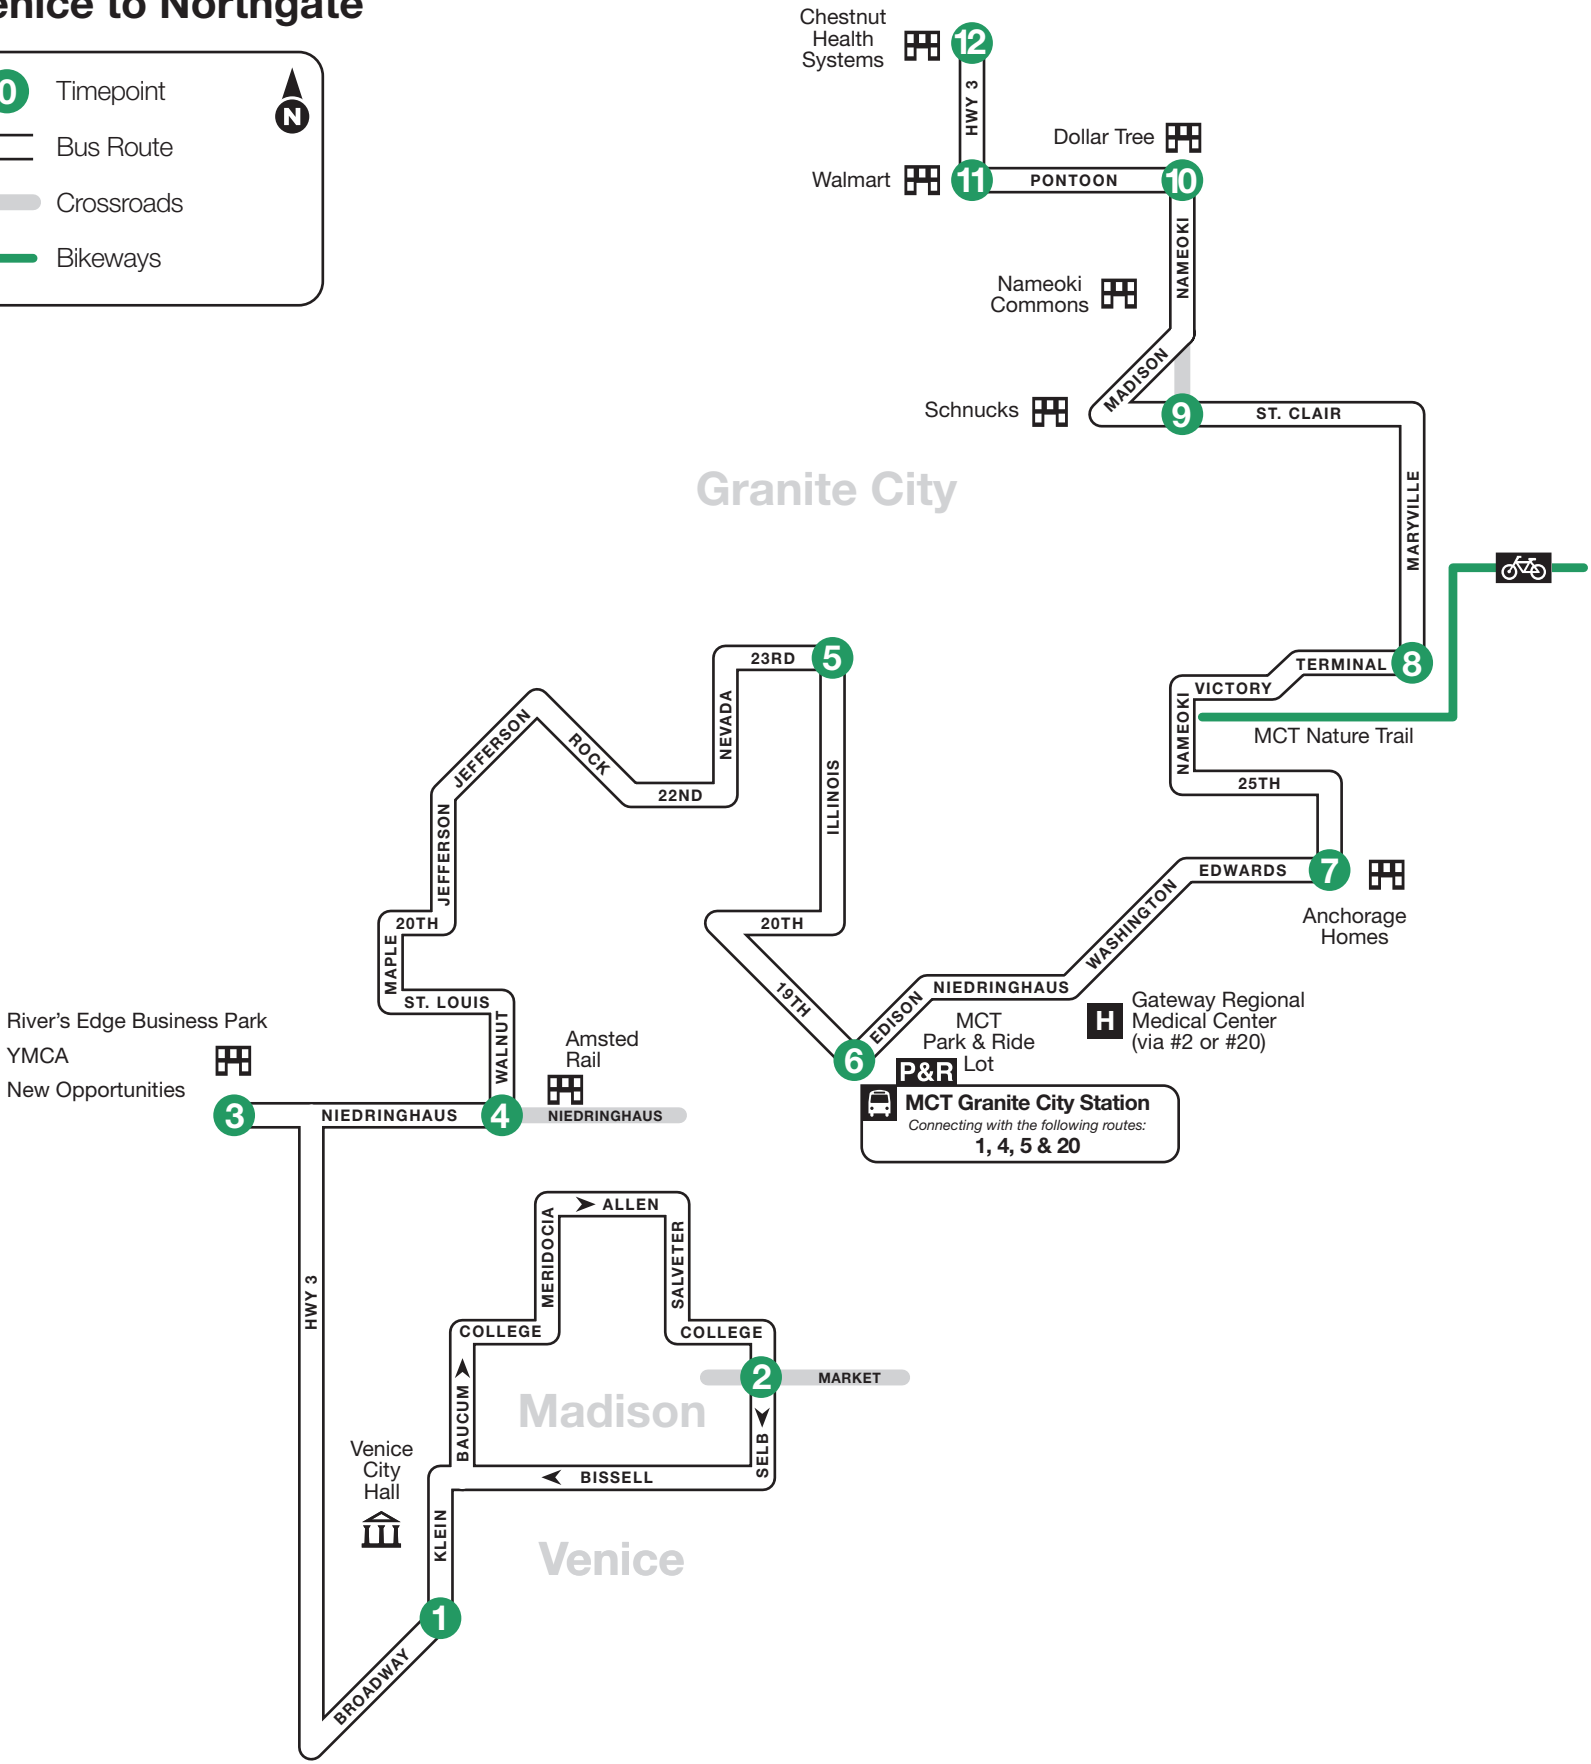 enice to Northgate
0 Timepoint
N
Bus Route
Crossroads
Bikeways
Chestnut
Health
Systems
12
HWY 3
Dollar Tree
Walmart
11
PONTOON
10
NAMEOKI
Nameoki
Commons
MADISON
Schnucks
9
ST. CLAIR
Granite City
MARYVILLE
23RD
5
TERMINAL
8
VICTORY
NAMEOKI
MCT Nature Trail
NEVADA
JEFFERSON
ROCK
22ND
ILLINOIS
25TH
JEFFERSON
EDWARDS
7
Anchorage
Homes
20TH
20TH
WASHINGTON
MAPLE
ST. LOUIS
19TH
NIEDRINGHAUS
EDISON
WALNUT
River's Edge Business Park
YMCA
New Opportunities
Amsted
Rail
6
MCT
Park & Ride
Lot
P&R
H
Gateway Regional
Medical Center
(via #2 or #20)
3
NIEDRINGHAUS
4
NIEDRINGHAUS
MCT Granite City Station
Connecting with the following routes:
1, 4, 5 & 20
ALLEN
MERIDOCIA
SALVETER
HWY 3
COLLEGE
COLLEGE
2
MARKET
Madison
BAUCUM
SELB
Venice
City
Hall
BISSELL
KLEIN
Venice
1
BROADWAY